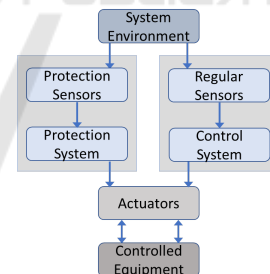 System
Environment
Protection
Sensors
Regular
Sensors
Protection
System
Control
System
Actuators
Controlled
Equipment